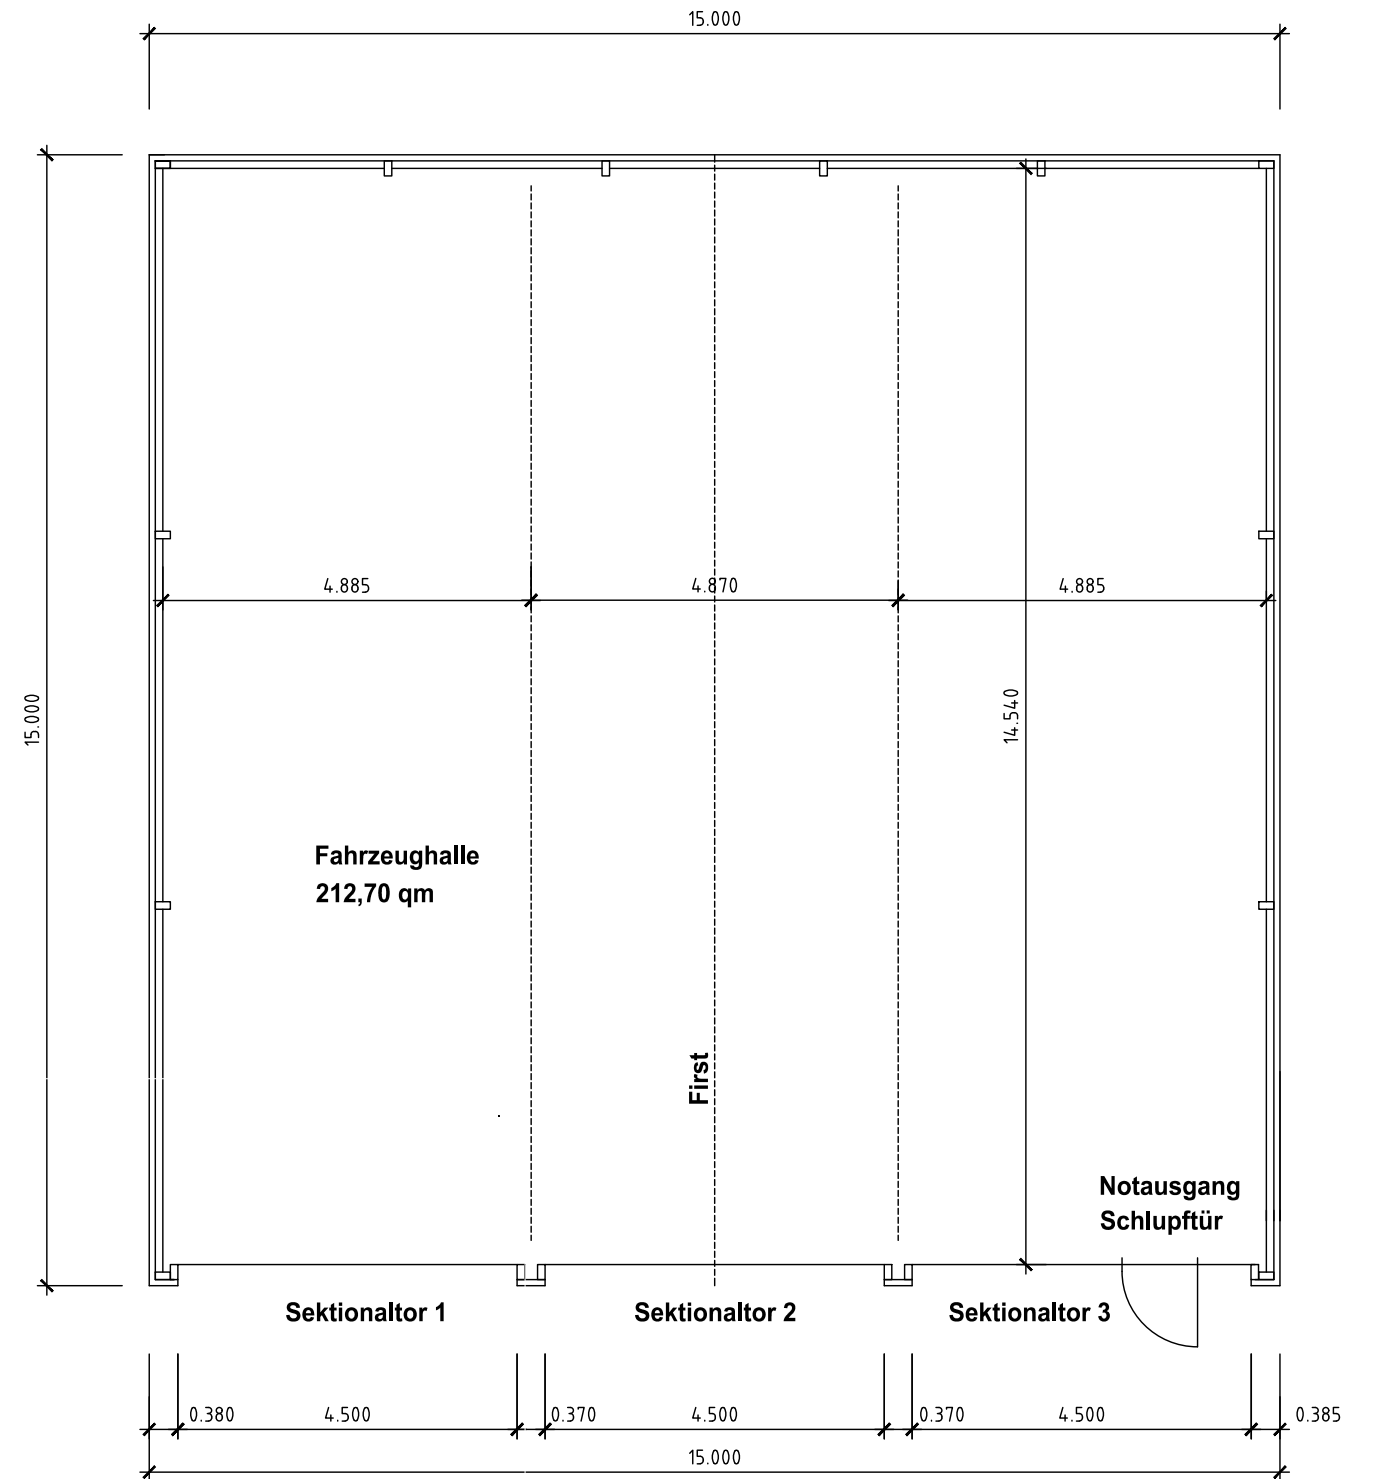 15.000
4.885
4.870
4.885
15.000
14.540
Fahrzeughalle
212,70 qm
First
Notausgang
Schlupftür
Sektionaltor 1
Sektionaltor 2
Sektionaltor 3
0.380
4.500
0.370
4.500
0.370
4.500
0.385
15.000